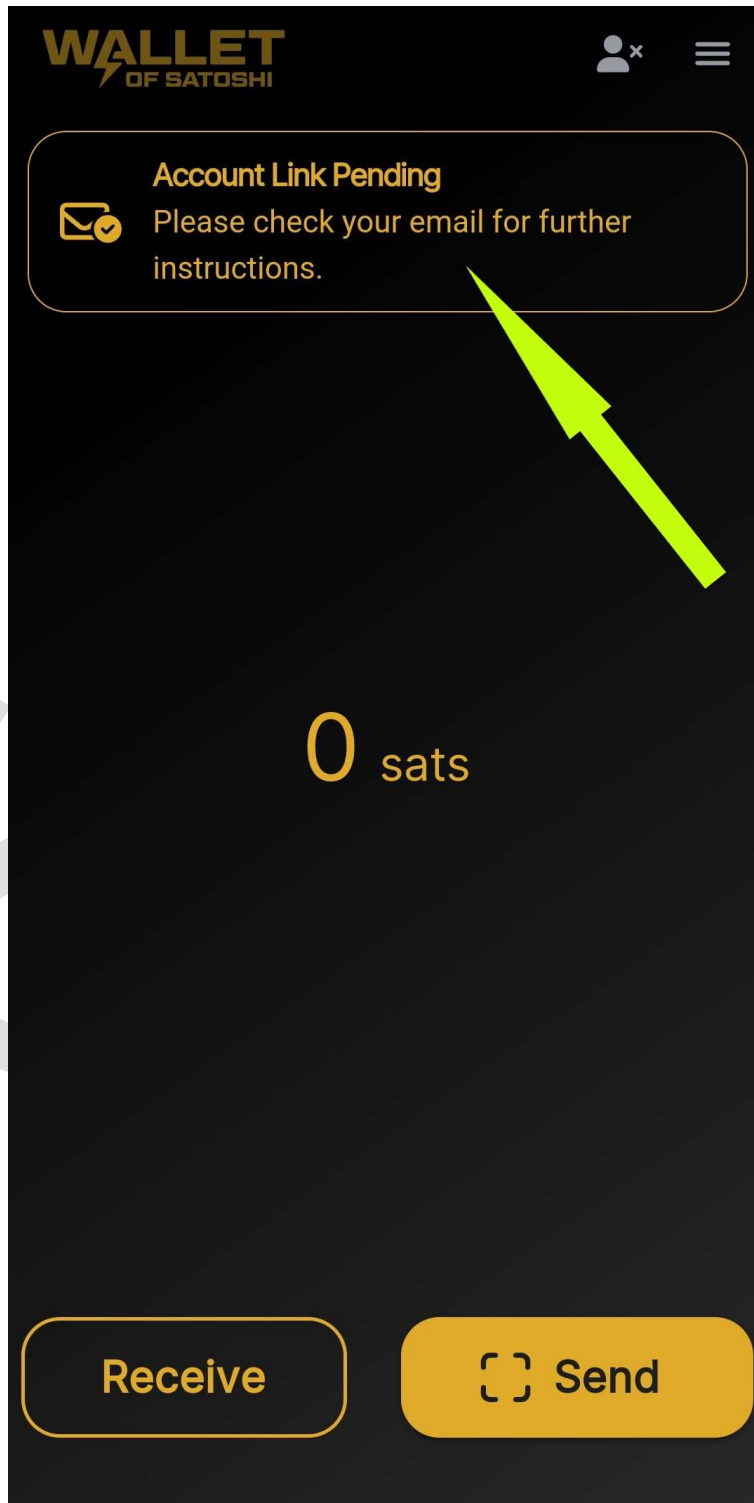 WALLET
OF SATOSHI
Account Link Pending
Please check your email for further
instructions.
0 sats
Receive
Send